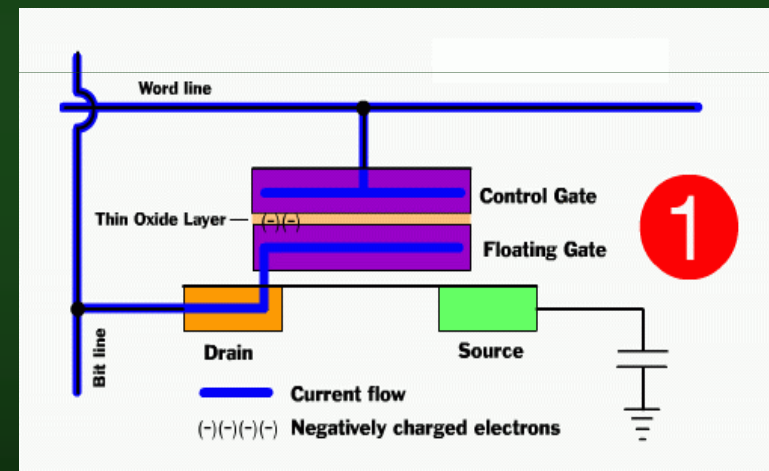 Word line
Control Gate
Thin Oxide Layer
(-)(-)
Floating Gate
1
Drain
Source
Bit line
Current flow
(-)(-)(-)(-) Negatively charged electrons